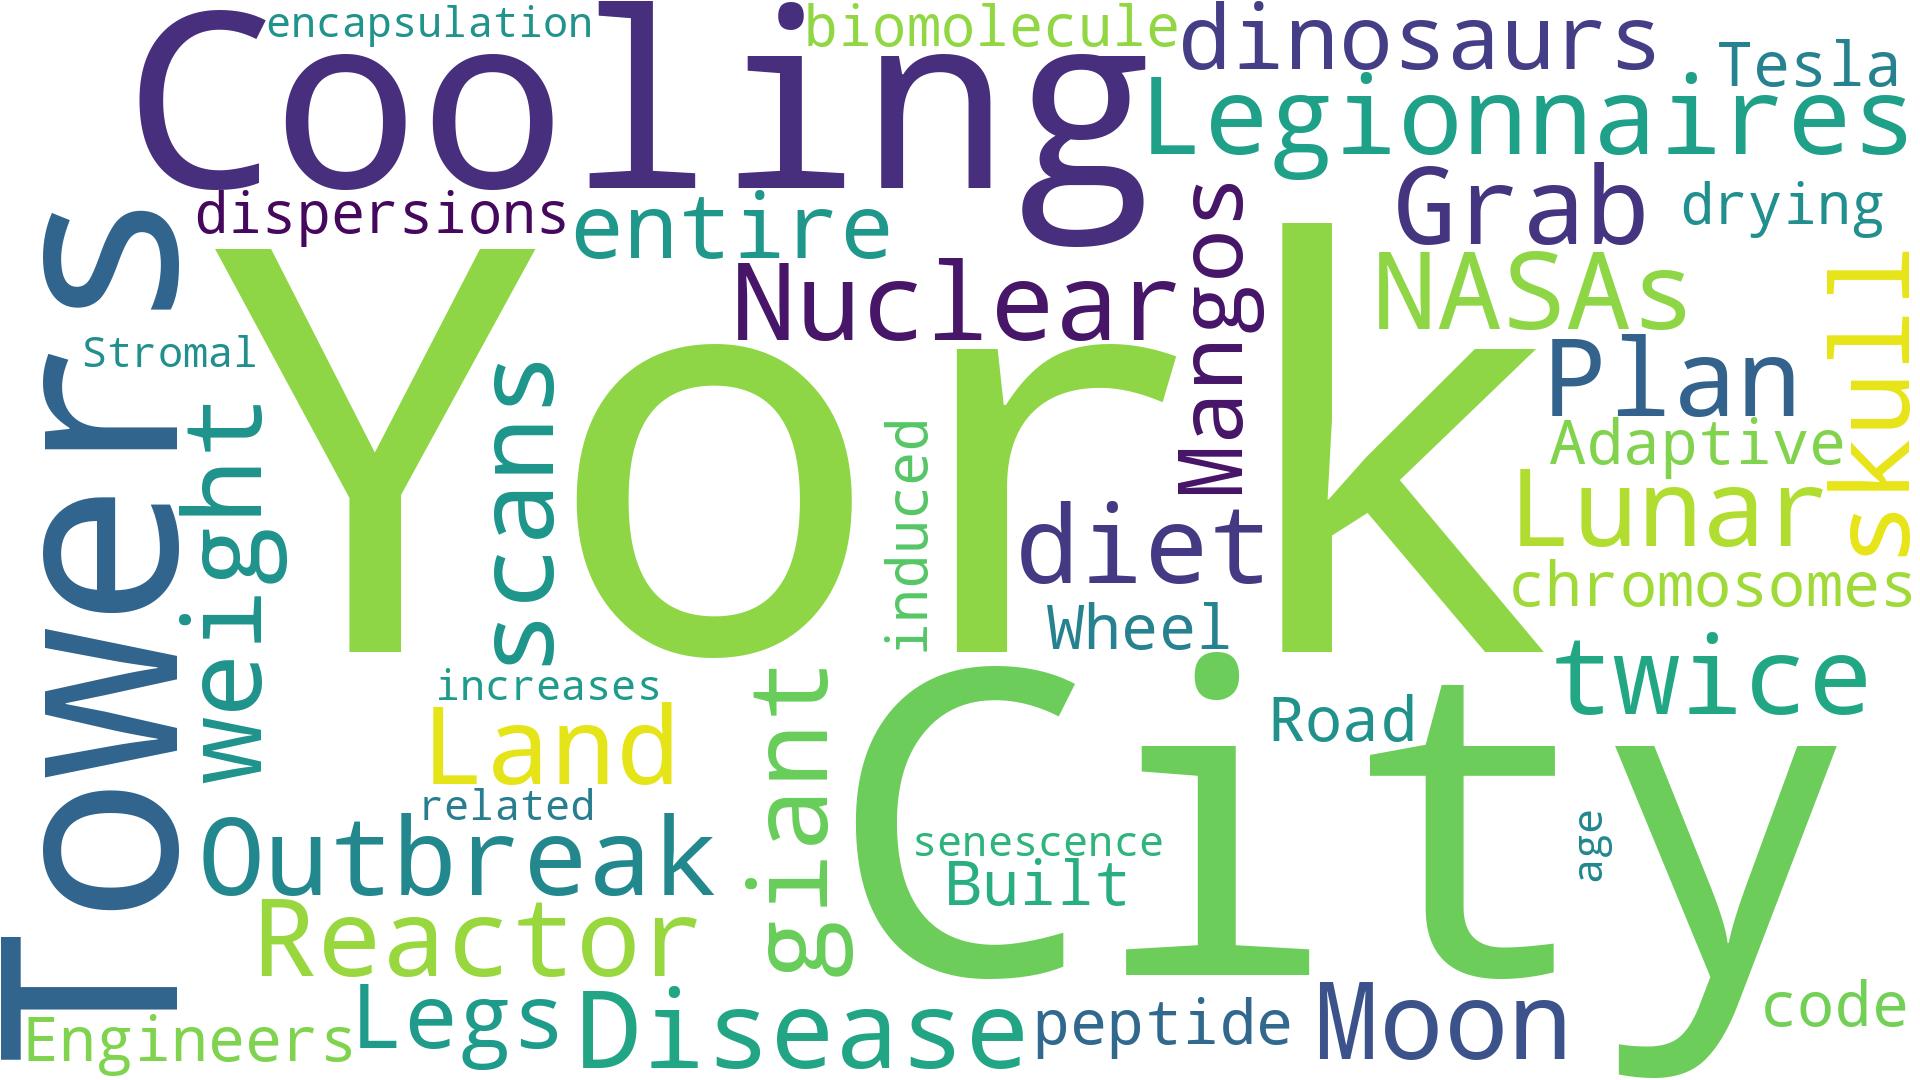 encapsulation
Cooling
biomolecule
dinosaurs
Tesla
Legionnaires
dispersions
entire
Grab
drying
Mangos
Nuclear
NASAs
skull
Towers
York
Stromal
scans
Plan
weight
induced
Adaptive
diet
Lunar
chromosomes
Wheel
increases
twice
Land
giant
City
Road
related
Outbreak
senescence
age
Built
Reactor
Legs
Disease
peptide
Moon
code
Engineers